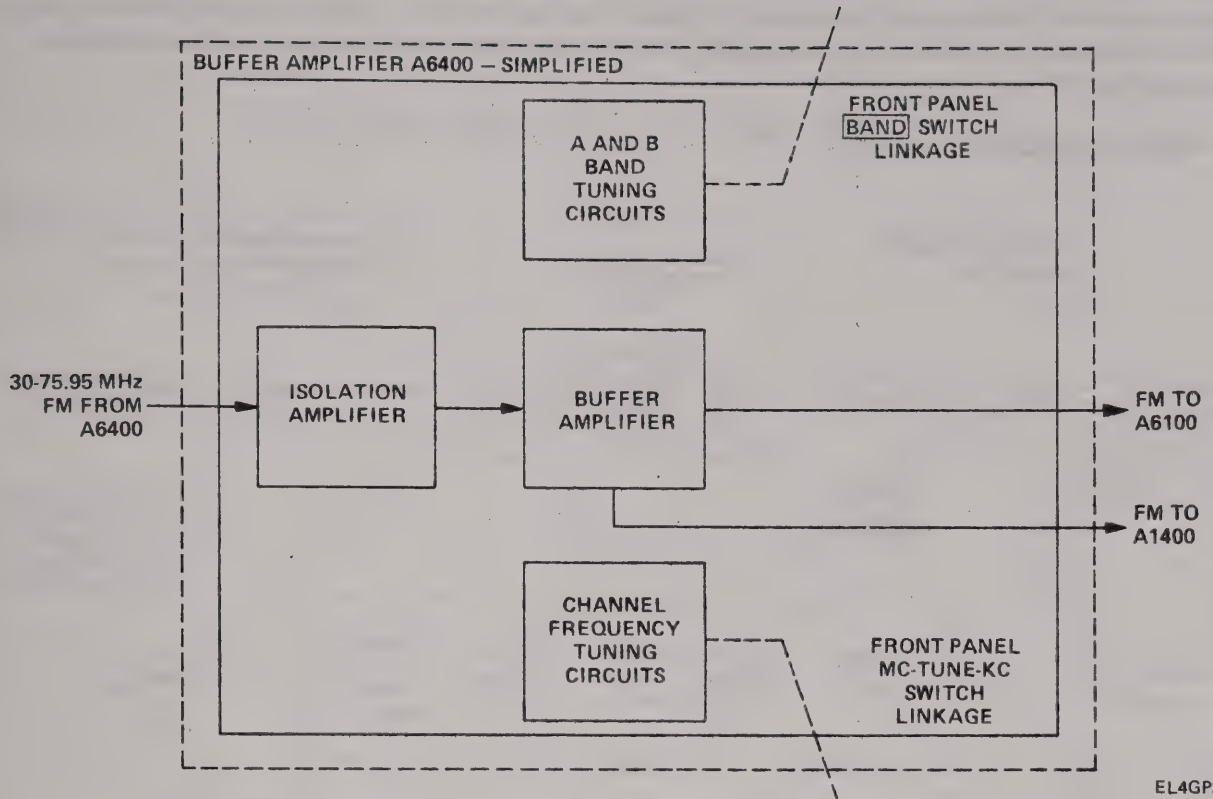 BUFFER AMPLIFIER A6400 – SIMPLIFIED
A AND B
BAND
TUNING
CIRCUITS
FRONT PANEL
BAND SWITCH
LINKAGE
30-75.95 MHz
FM FROM
A6400
ISOLATION
AMPLIFIER
BUFFER
AMPLIFIER
FM TO
A6100
FM TO
A1400
CHANNEL
FREQUENCY
TUNING
CIRCUITS
FRONT PANEL
MC-TUNE-KC
SWITCH
LINKAGE